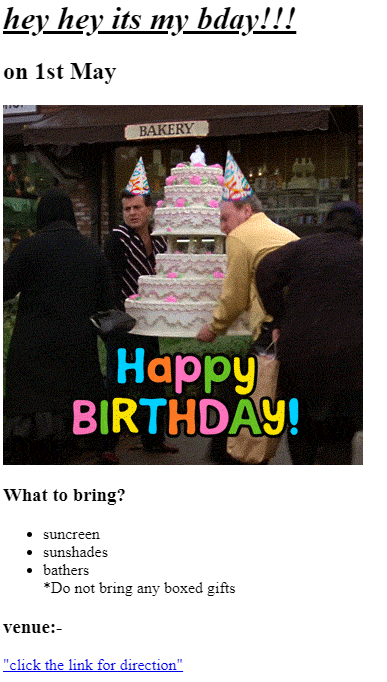 hey hey its my bday!!!
on 1st May
BAKERY
Happy
BIRTHDAY!
What to bring?
suncreen
sunshades
bathers
*Do not bring any boxed gifts
venue:-
"click the link for direction"